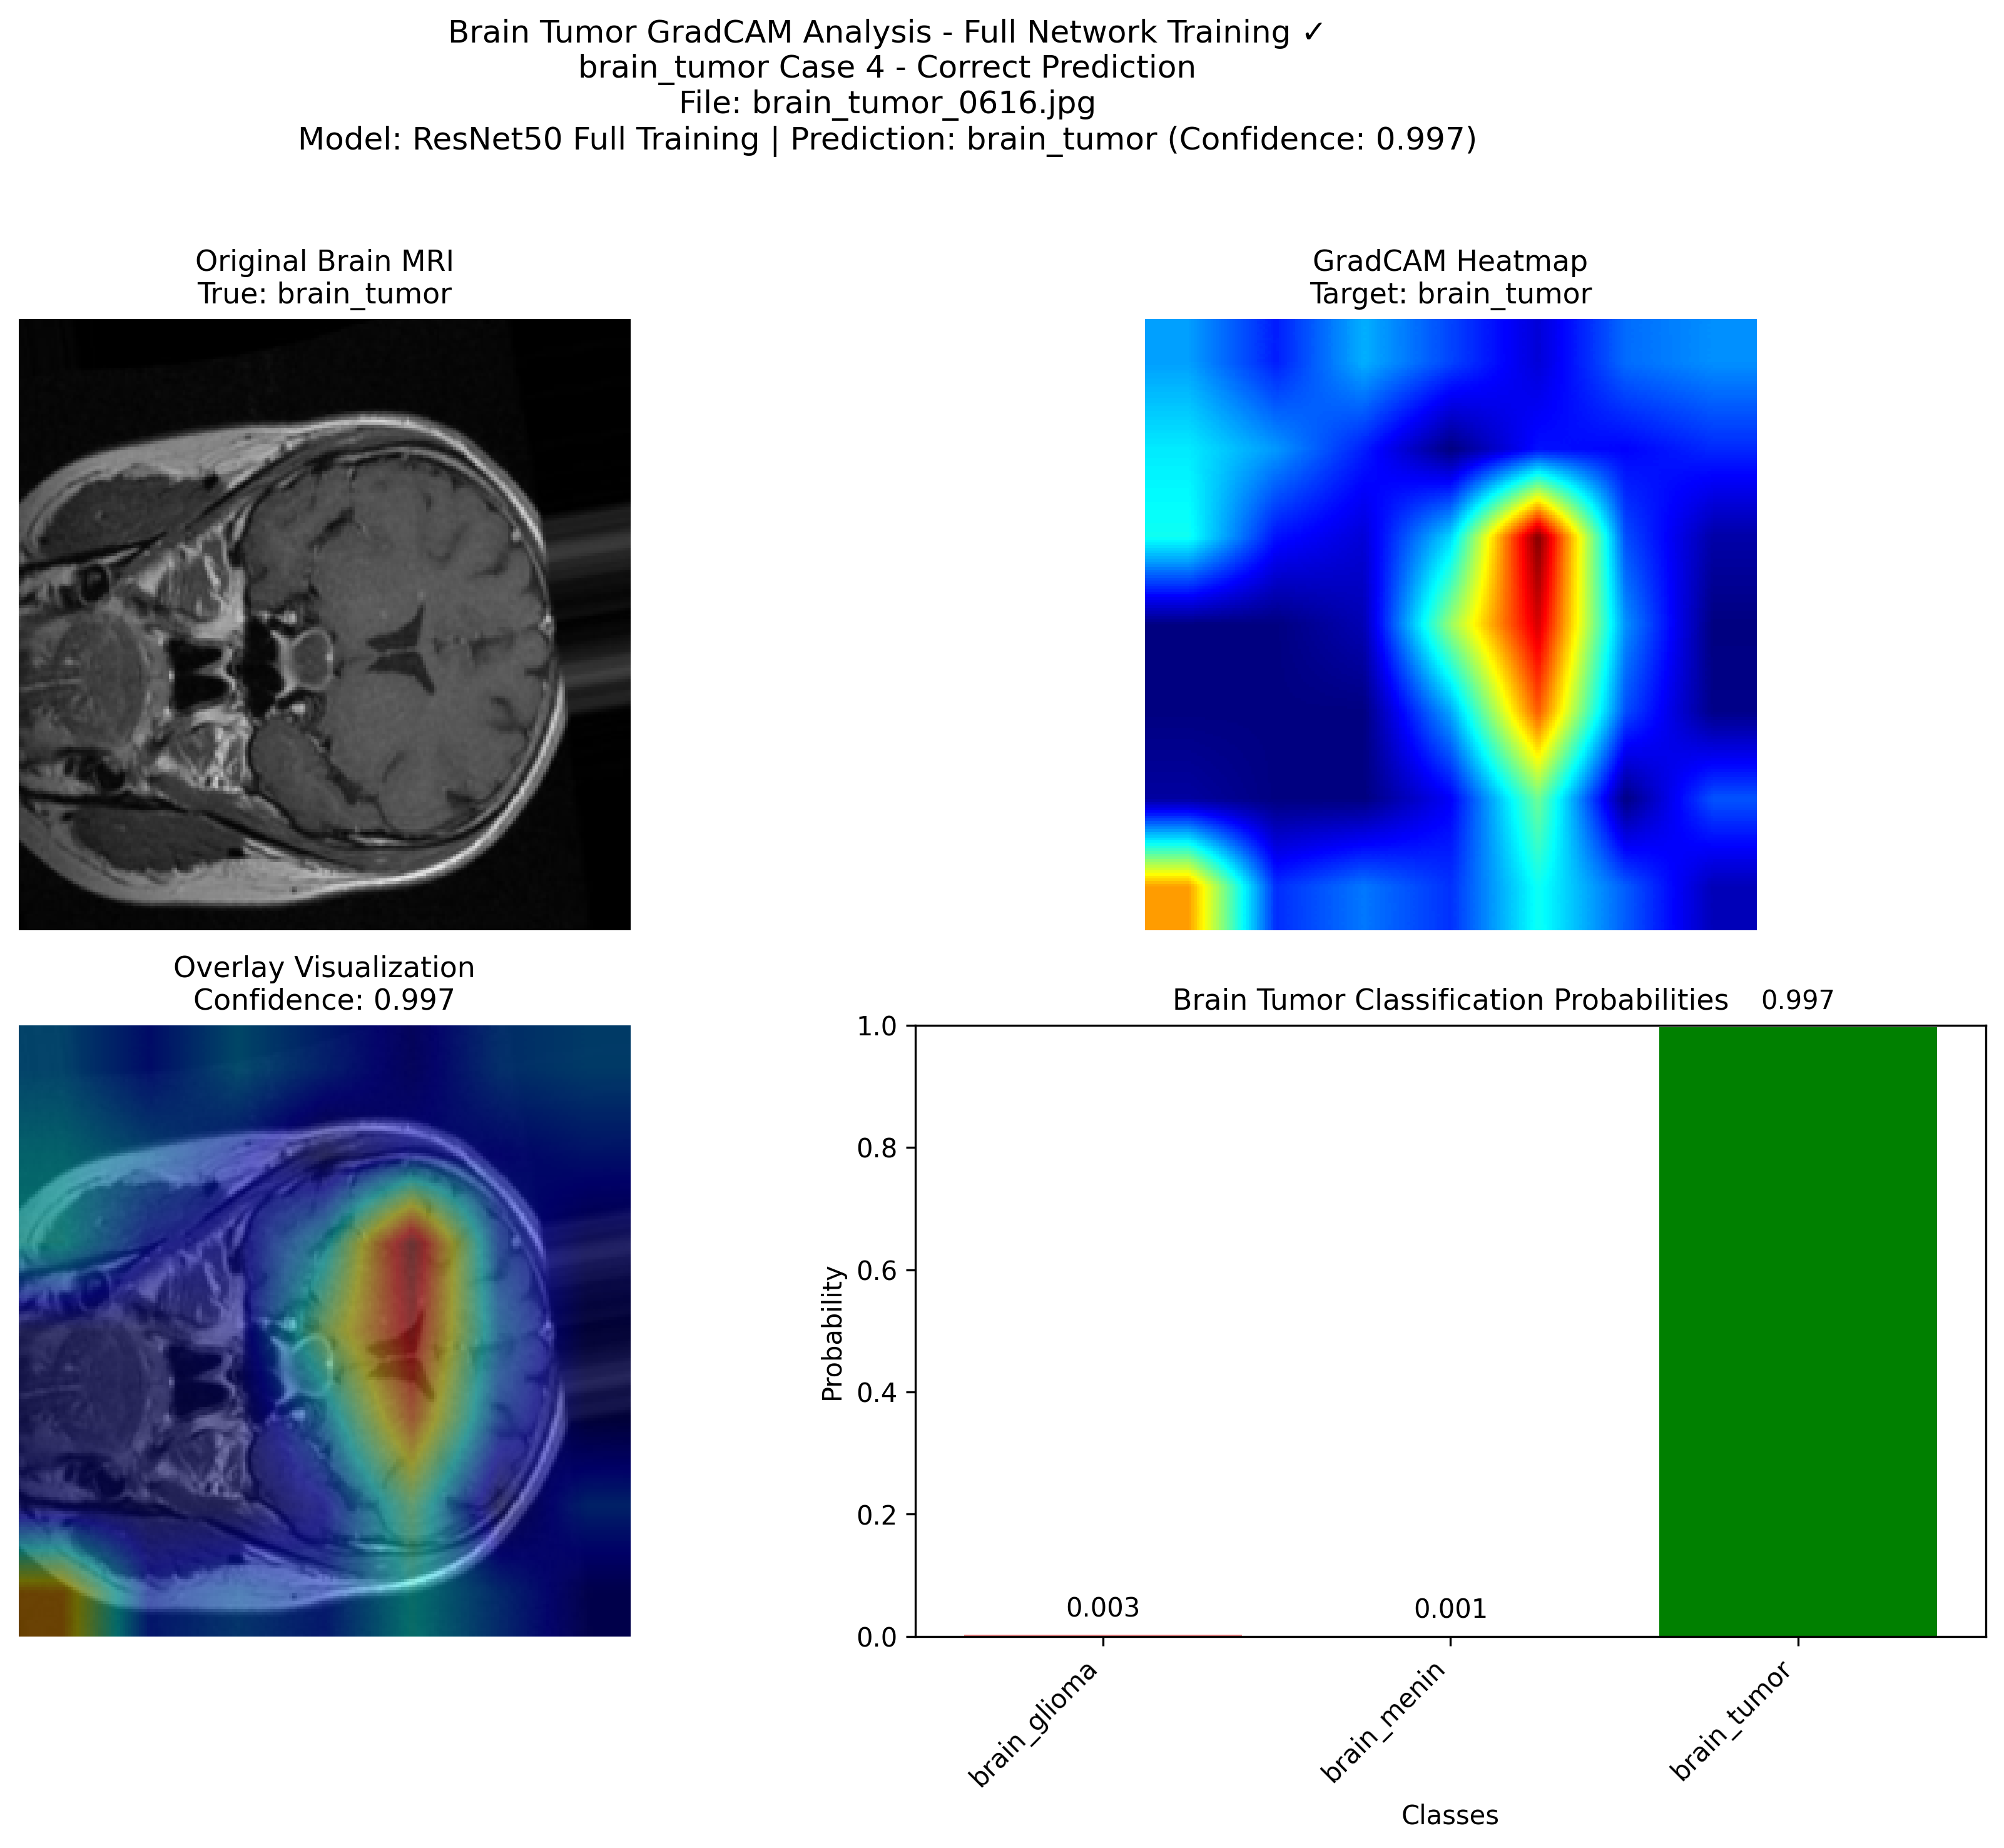 Brain Tumor GradCAM Analysis - Full Network Training ✓
brain_tumor Case 4 - Correct Prediction
File: brain_tumor_0616.jpg
Model: ResNet50 Full Training | Prediction: brain_tumor (Confidence: 0.997)
Original Brain MRI
True: brain_tumor
GradCAM Heatmap
Target: brain_tumor
Overlay Visualization
Confidence: 0.997
Brain Tumor Classification Probabilities
0.997
1.0
0.8
0.6
0.4
0.2
0.0
Probability
0.003
0.001
brain_glioma
brain_menin
brain_tumor
Classes